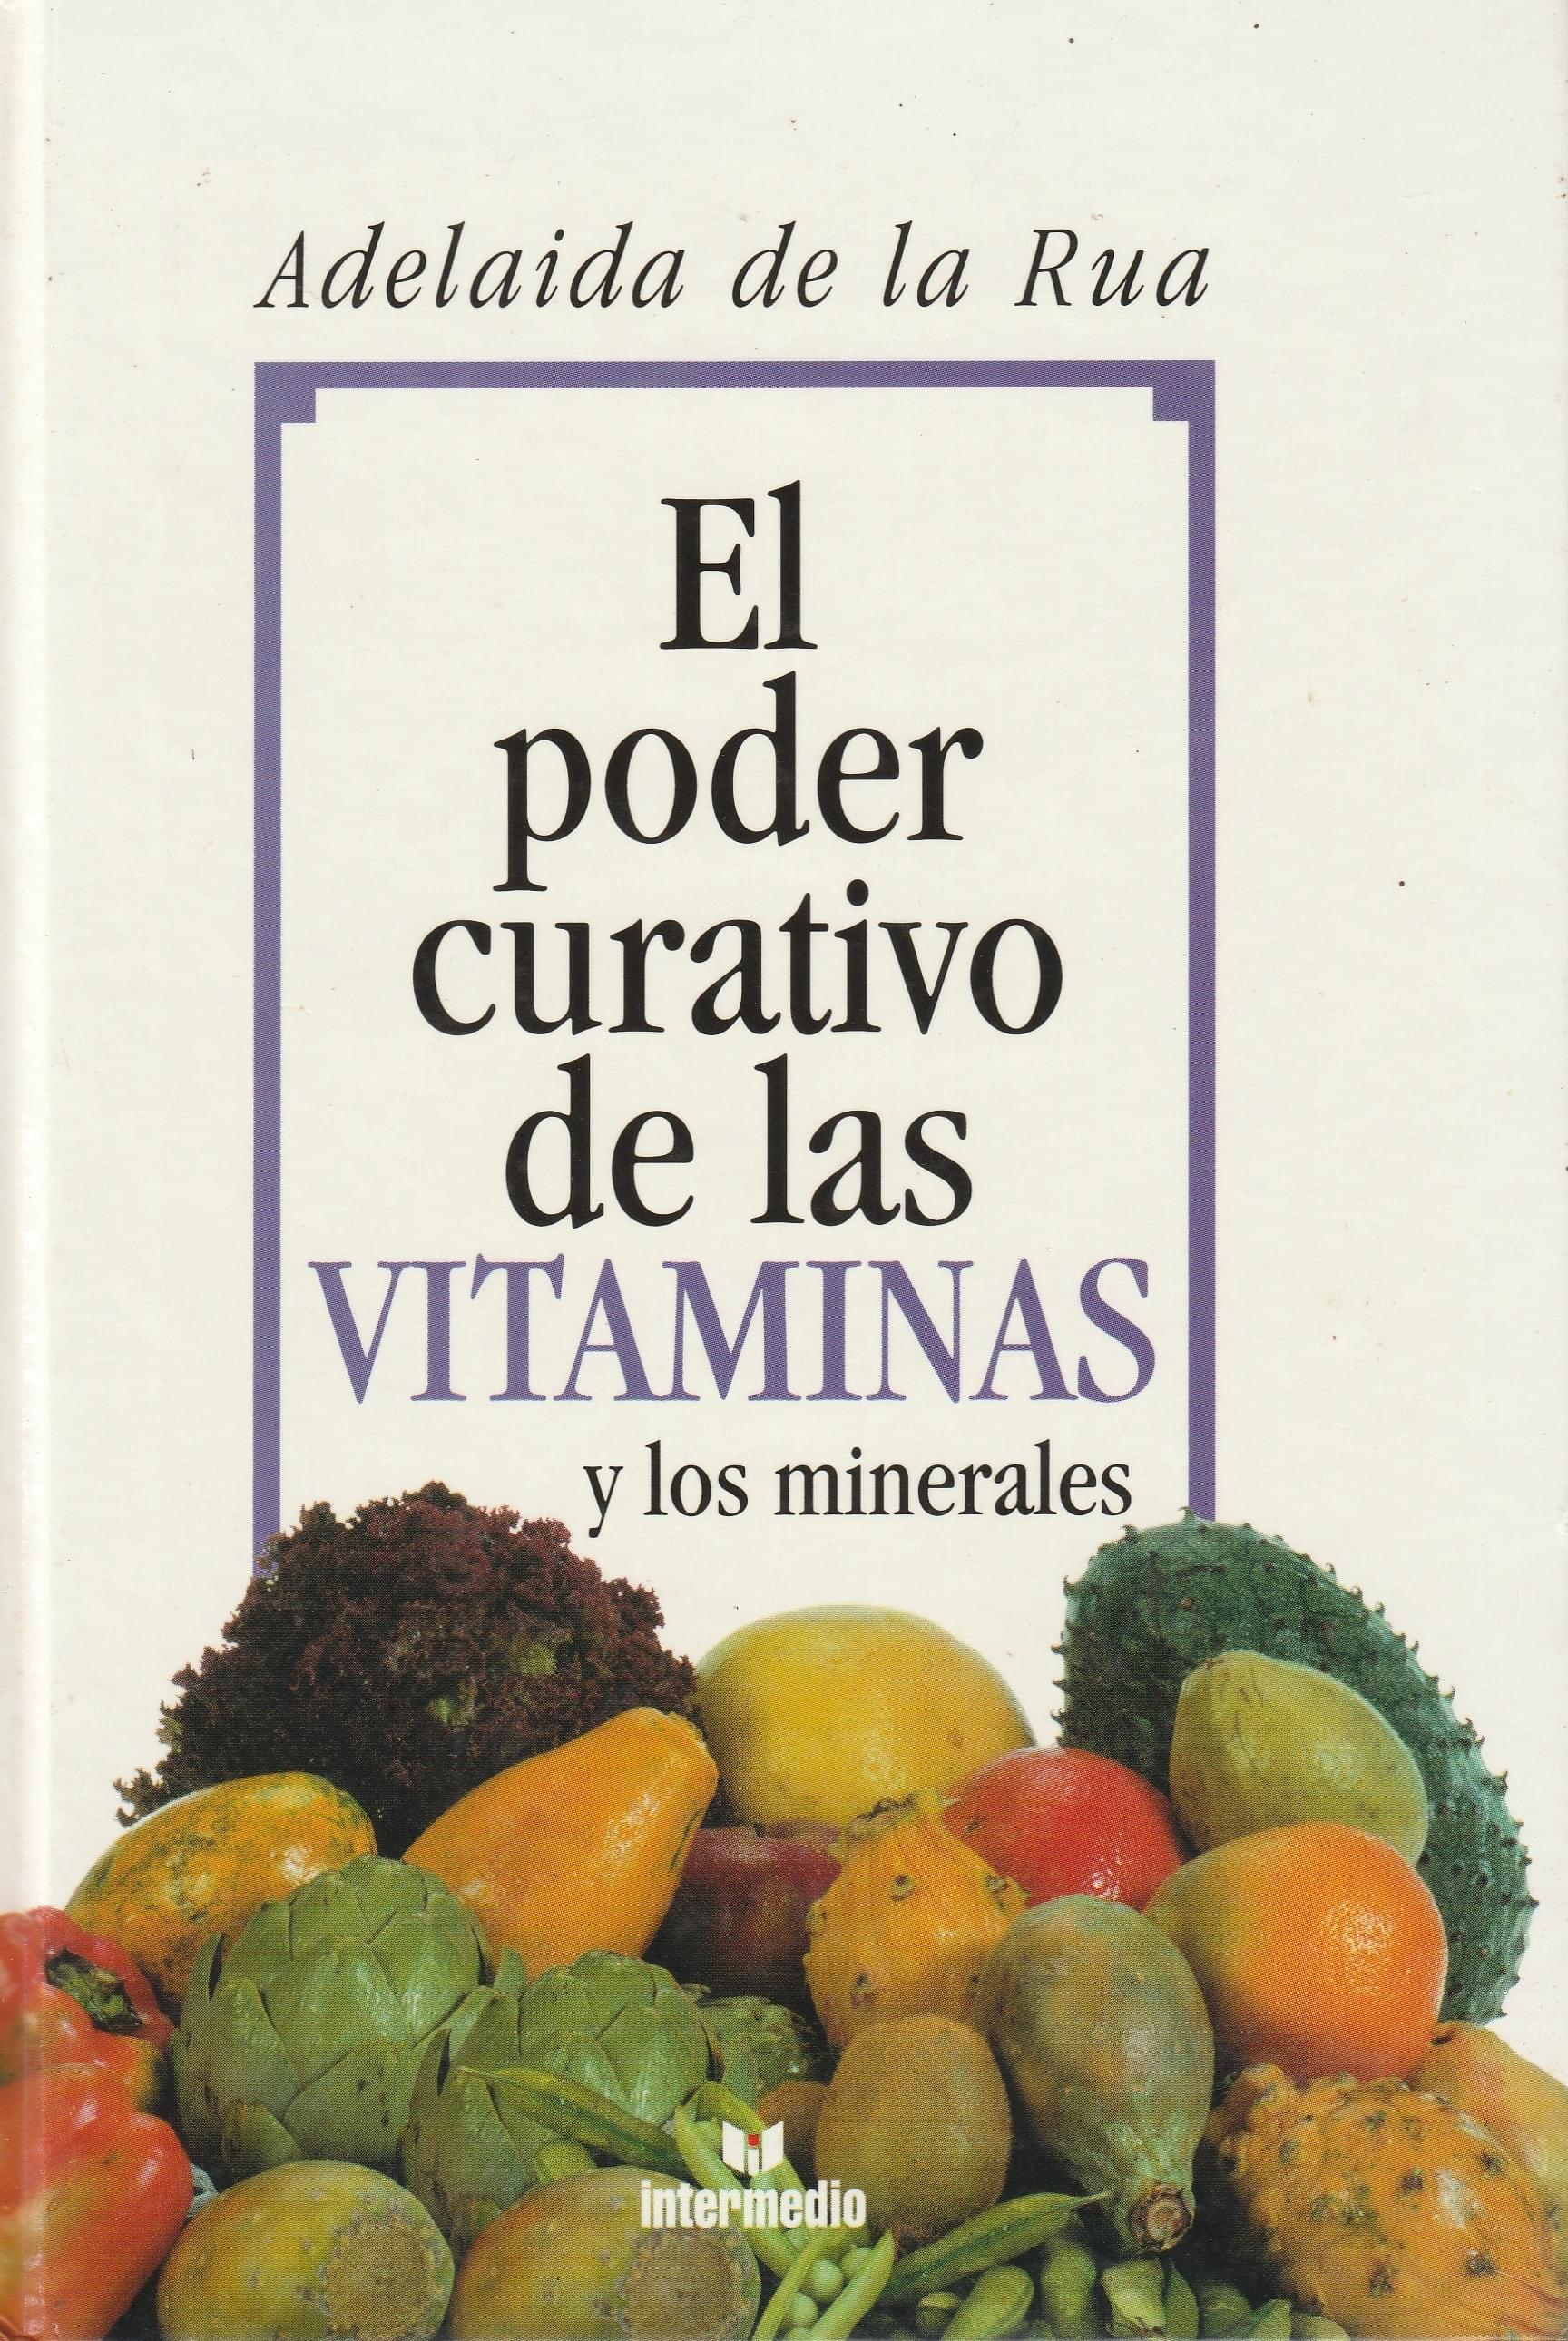 Adelaida de la Rua
El
poder
curativo
de las
VITAMINAS
y los minerales
intermedio